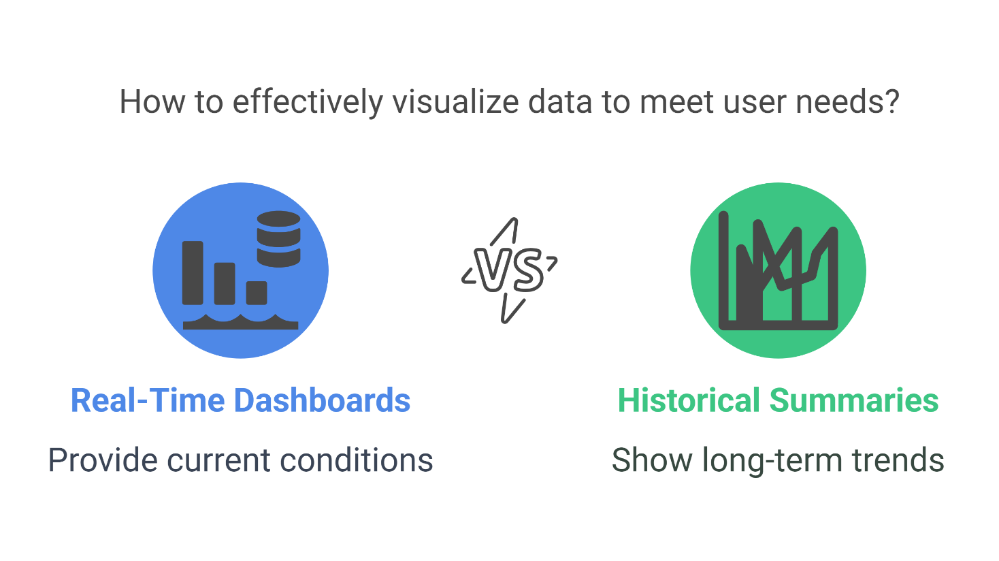 How to effectively visualize data to meet user needs?
VS
Real-Time Dashboards
Historical Summaries
Provide current conditions
Show long-term trends